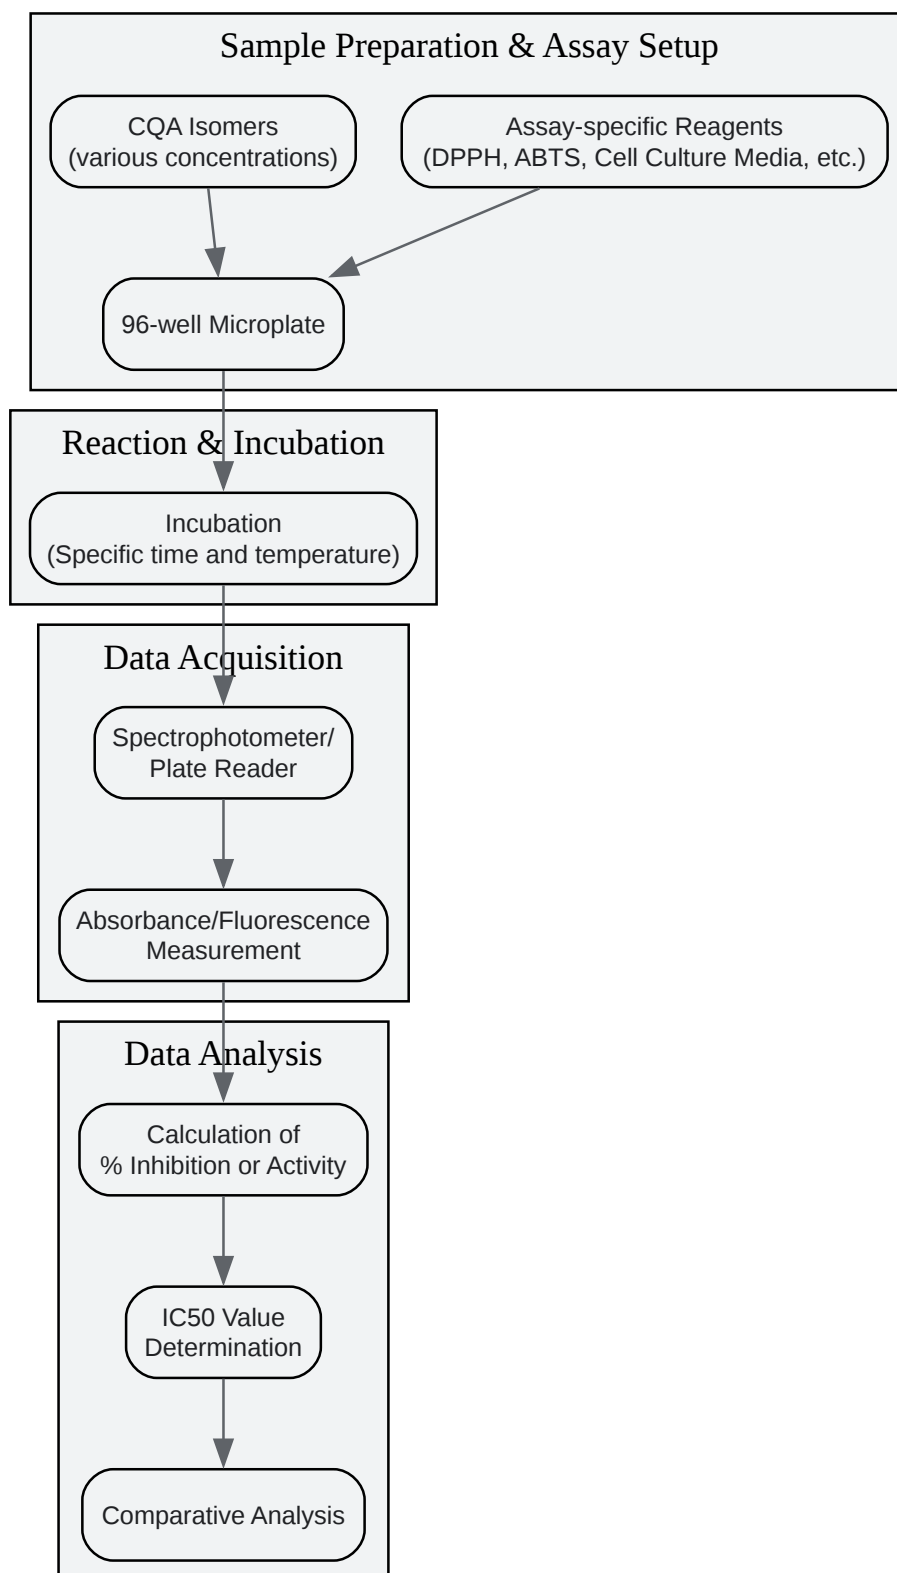 Sample Preparation & Assay Setup
CQA Isomers
(various concentrations)
Assay-specific Reagents
(DPPH, ABTS, Cell Culture Media, etc.)
96-well Microplate
Reaction & Incubation
Incubation
(Specific time and temperature)
Data Acquisition
Spectrophotometer/
Plate Reader
Absorbance/Fluorescence
Measurement
Data Analysis
Calculation of
% Inhibition or Activity
IC50 Value
Determination
Comparative Analysis